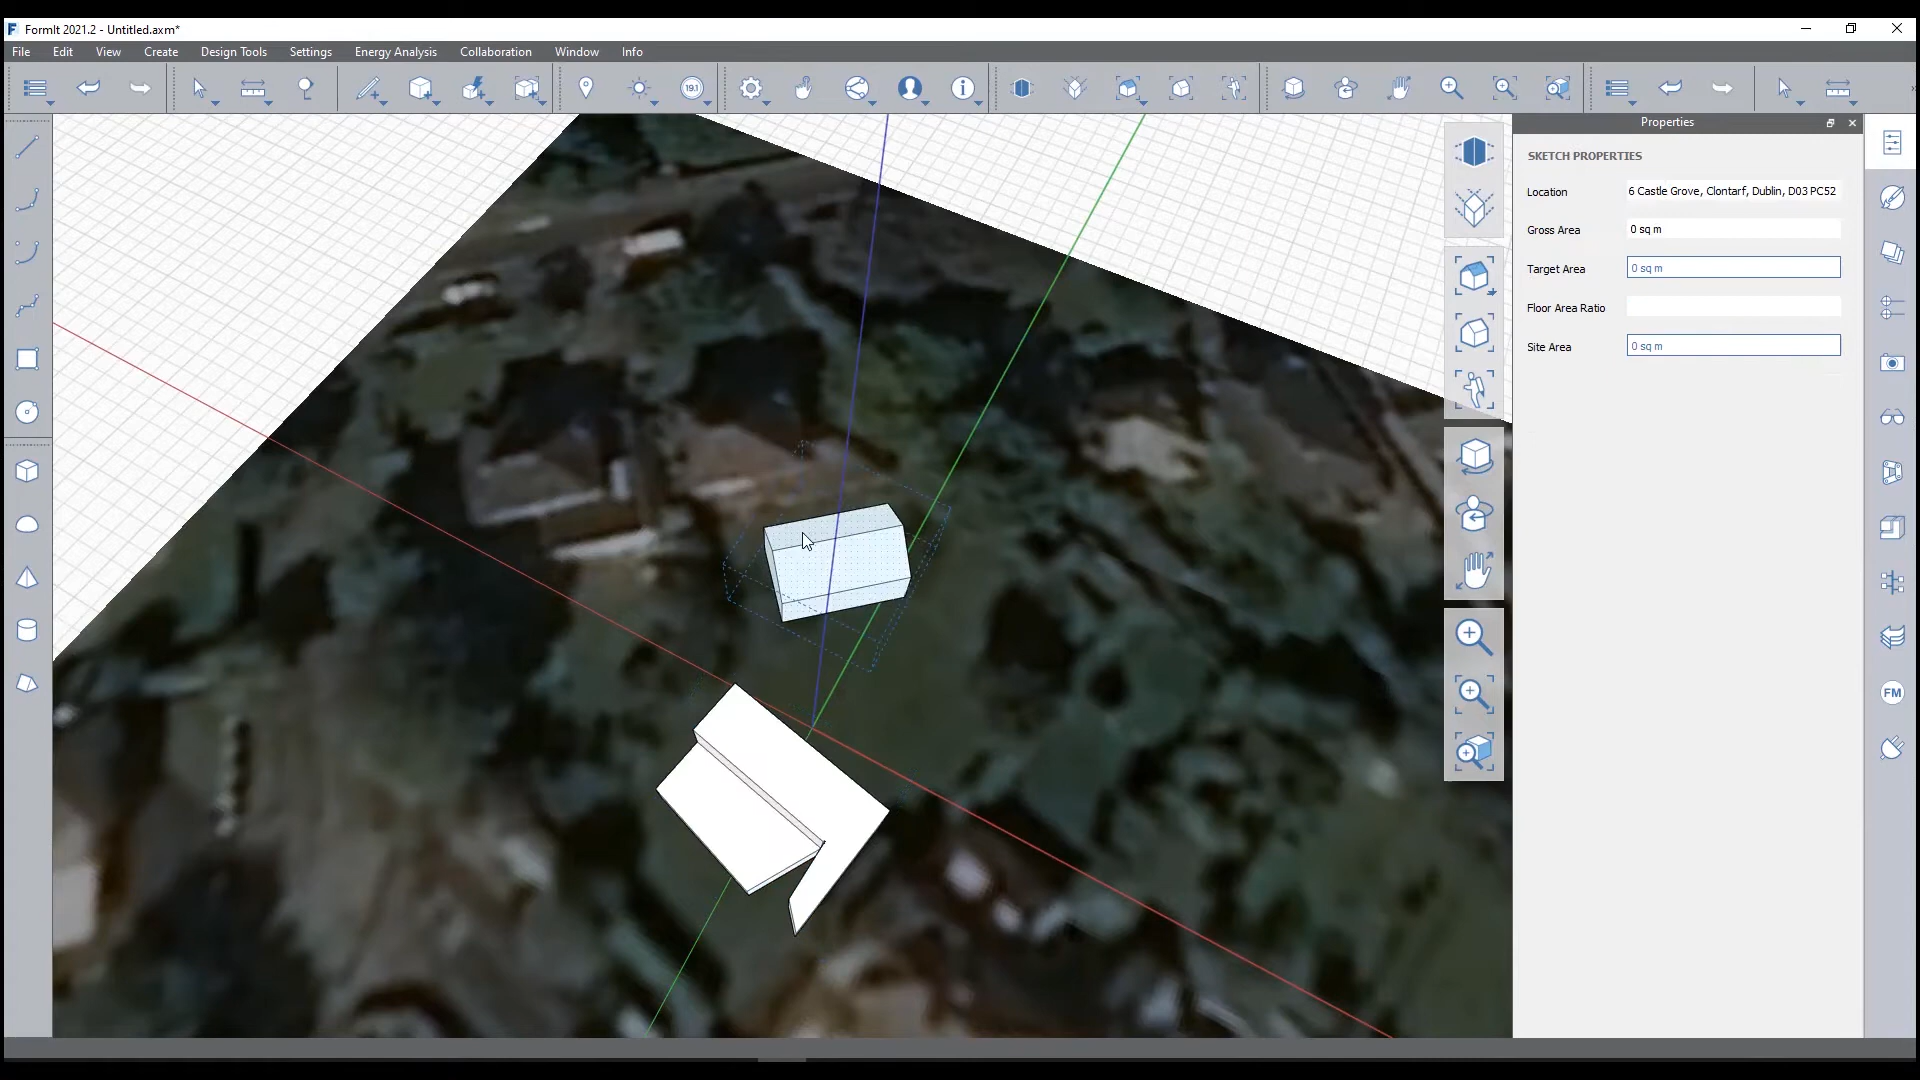 FormIt 2021.2 - Untitled.axm*
File Edit View Create Design Tools Settings Energy Analysis Collaboration Window Info
19.1
Properties
SKETCH PROPERTIES
Location 6 Castle Grove, Clontarf, Dublin, D03 PC52
Gross Area 0 sq m
Target Area 0 sq m
Floor Area Ratio
Site Area 0 sq m
FM